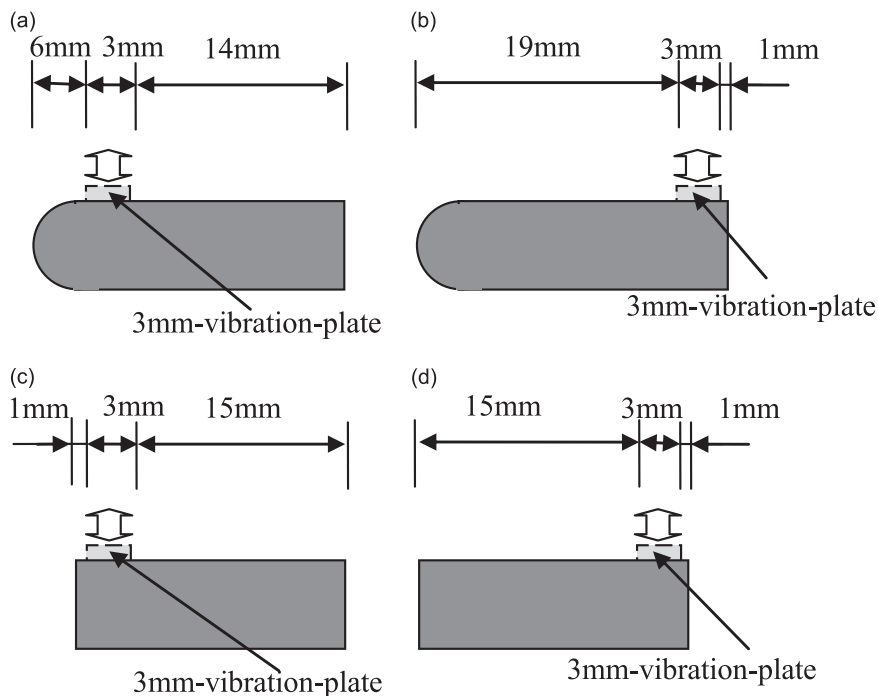 (a)
6mm 3mm 14mm
3mm-vibration-plate
(b)
19mm 3mm 1mm
3mm-vibration-plate
(c)
1mm 3mm 15mm
3mm-vibration-plate
(d)
15mm 3mm 1mm
3mm-vibration-plate